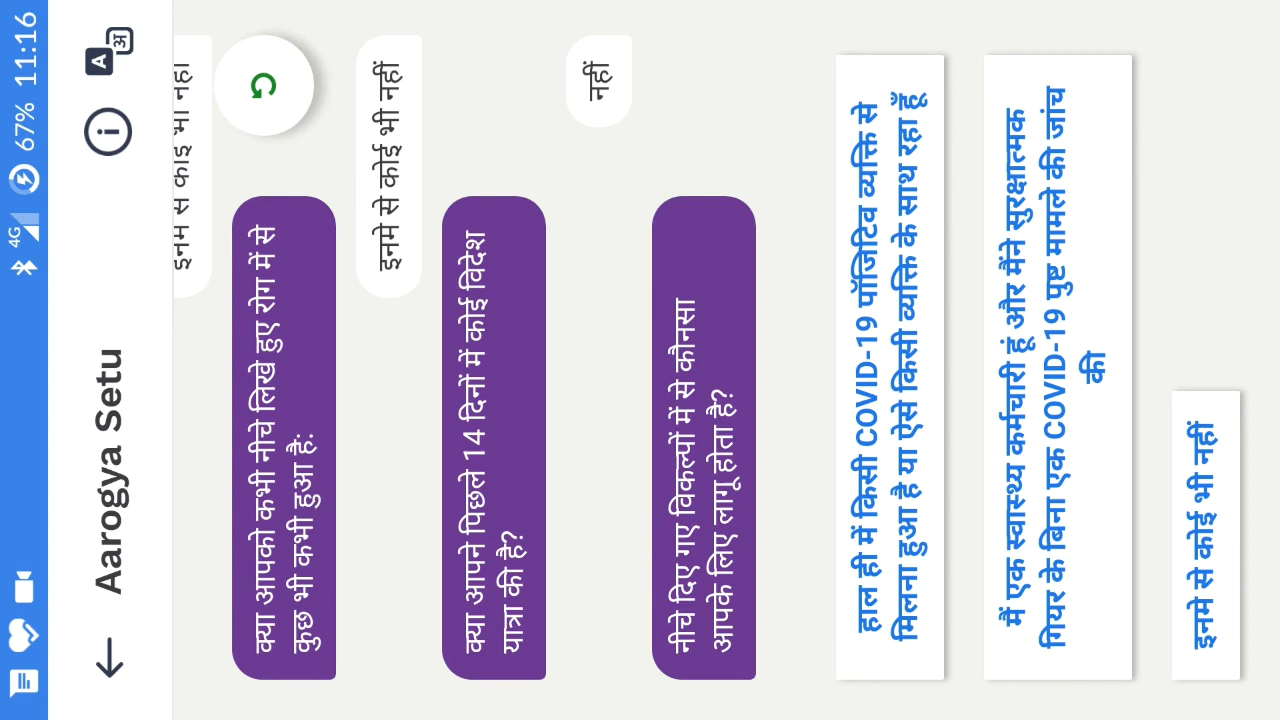 4G 67% 11:16
Aarogya Setu
A अ
i
इनमे से कोई भी नहीं
क्या आपको कभी नीचे लिखे हुए रोग में से
कुछ भी कभी हुआ है:
इनमे से कोई भी नहीं
क्या आपने पिछले 14 दिनों में कोई विदेश
यात्रा की है?
नहीं
नीचे दिए गए विकल्पों में से कौनसा
आपके लिए लागू होता है?
हाल ही में किसी COVID-19 पॉजिटिव व्यक्ति से
मिलना हुआ है या ऐसे किसी व्यक्ति के साथ रहा हूँ
मैं एक स्वास्थ्य कर्मचारी हूं और मैंने सुरक्षात्मक
गियर के बिना एक COVID-19 पुष्ट मामले की जांच
की
इनमे से कोई भी नहीं